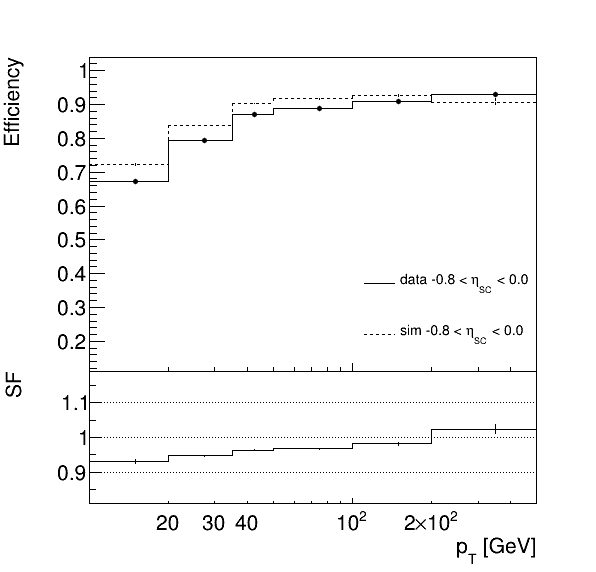 Efficiency
1
0.9
0.8
0.7
0.6
0.5
0.4
0.3
0.2
data -0.8 < η_SC < 0.0
sim -0.8 < η_SC < 0.0
SF
1.1
1
0.9
20 30 40 10² 2×10²
p_T [GeV]